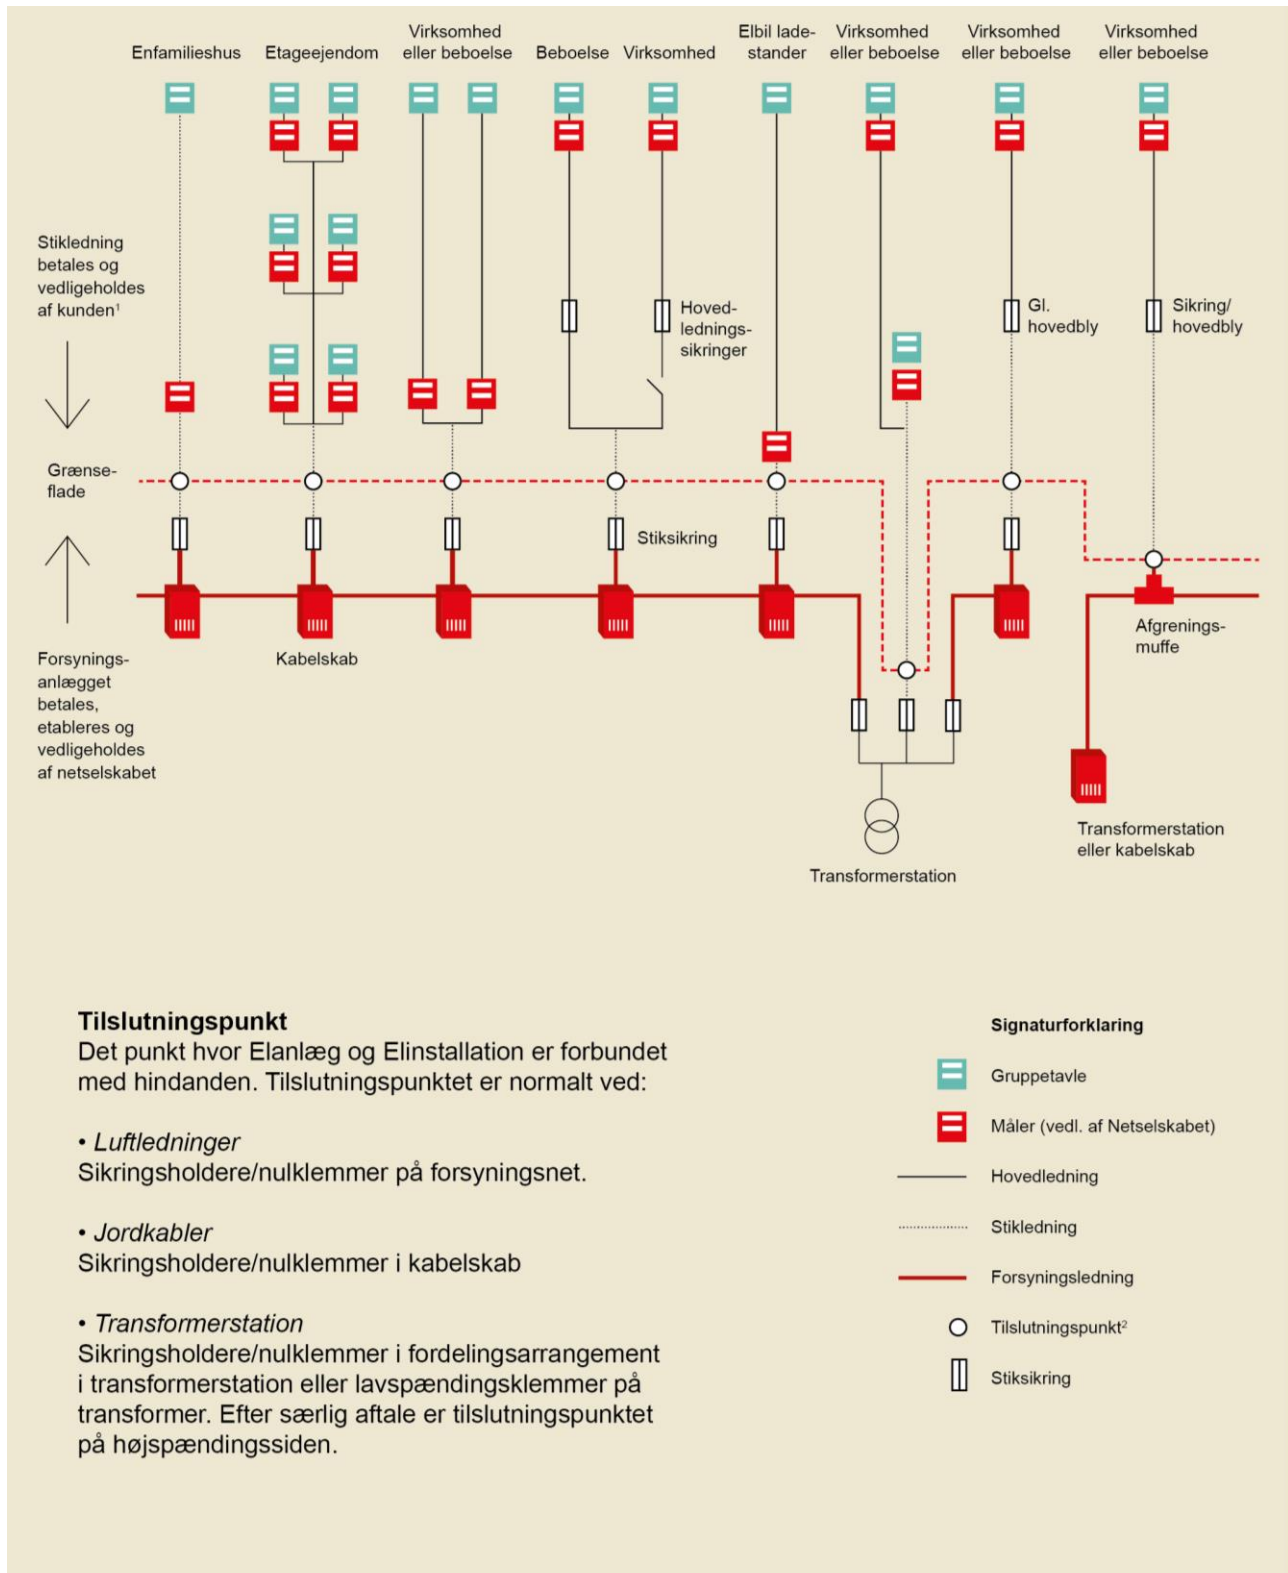 Enfamilieshus
Etageejendom
Virksomhed
eller beboelse
Beboelse
Virksomhed
Elbil lade-
stander
Virksomhed
eller beboelse
Virksomhed
eller beboelse
Virksomhed
eller beboelse
Stikledning
betales og
vedligeholdes
af kunden¹
Hoved-
lednings-
sikringer
Gl.
hovedbly
Sikring/
hovedbly
Grænse-
flade
Stiksikring
Kabelskab
Afgrenings-
muffe
Forsynings-
anlægget
betales,
etableres og
vedligeholdes
af netselskabet
Transformerstation
Transformerstation
eller kabelskab
Tilslutningspunkt
Det punkt hvor Elanlæg og Elinstallation er forbundet
med hindanden. Tilslutningspunktet er normalt ved:
• Luftledninger
Sikringsholdere/nulklemmer på forsyningsnet.
• Jordkabler
Sikringsholdere/nulklemmer i kabelskab
• Transformerstation
Sikringsholdere/nulklemmer i fordelingsarrangement
i transformerstation eller lavspændingsklemmer på
transformer. Efter særlig aftale er tilslutningspunktet
på højspændingssiden.
Signaturforklaring
Gruppetavle
Måler (vedl. af Netselskabet)
Hovedledning
Stikledning
Forsyningsledning
Tilslutningspunkt²
Stiksikring